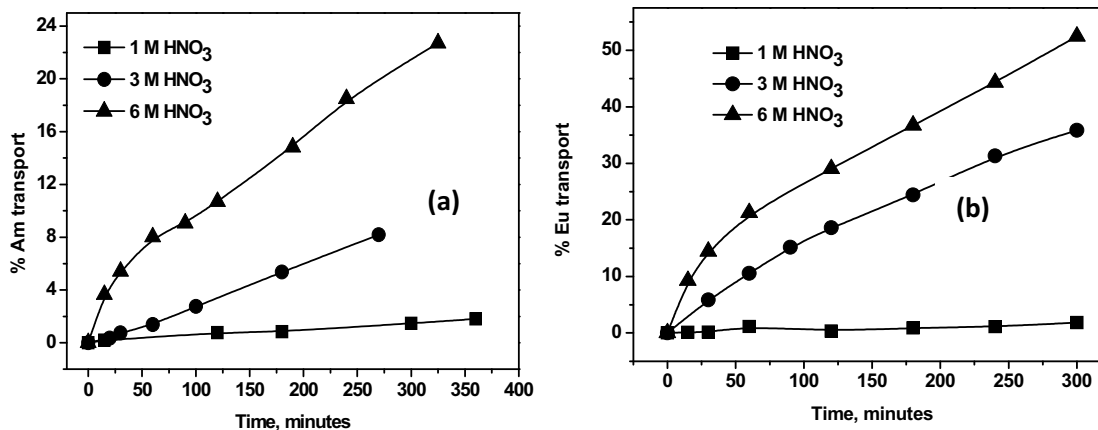 24
20
16
12
8
4
0
% Am transport
1 M HNO3
3 M HNO3
6 M HNO3
(a)
0 50 100 150 200 250 300 350 400
Time, minutes
50
40
30
20
10
0
% Eu transport
1 M HNO3
3 M HNO3
6 M HNO3
(b)
0 50 100 150 200 250 300
Time, minutes